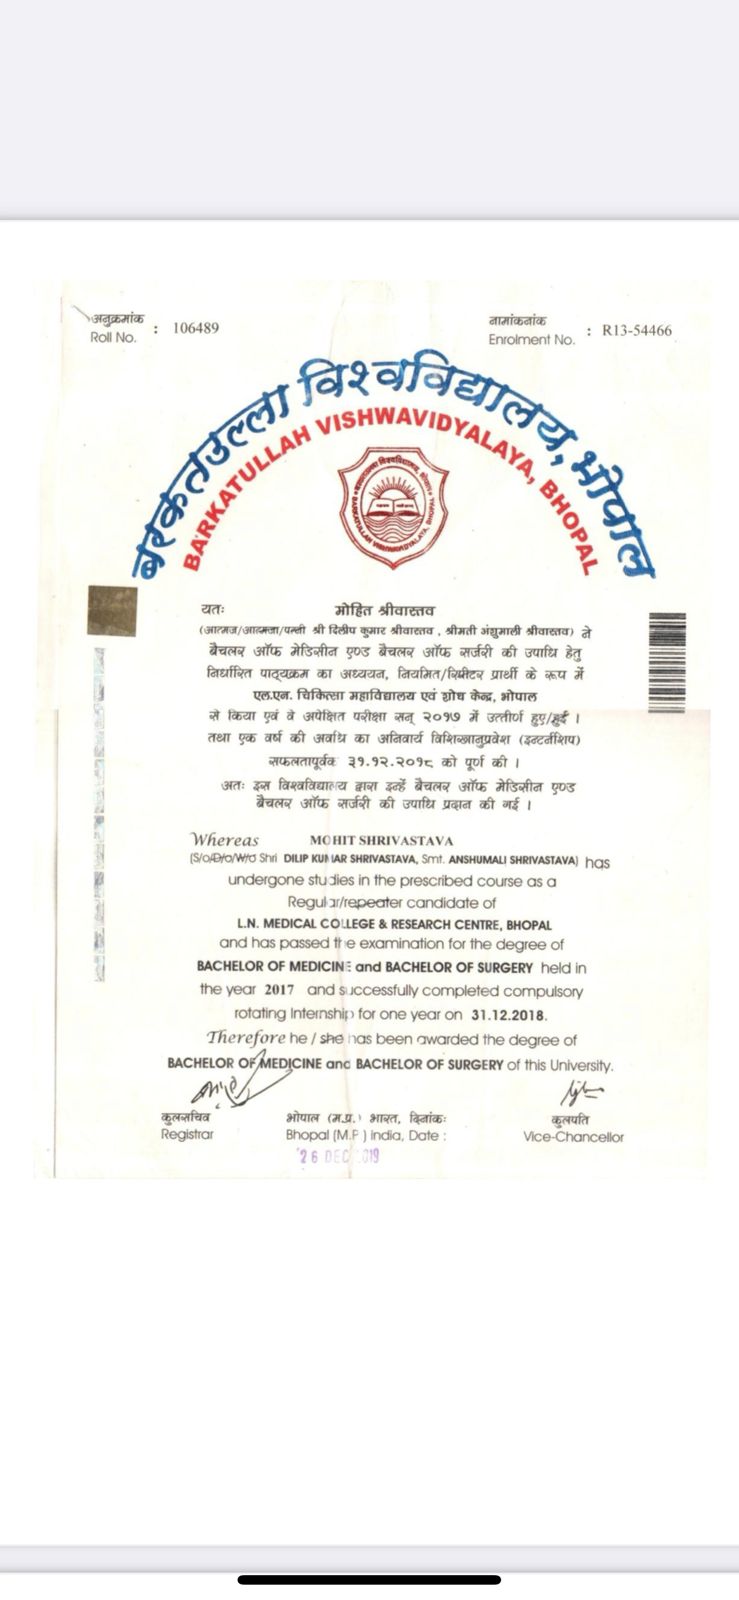 अनुक्रमांक
Roll No. : 106489
नामांकनांक
Enrolment No. : R13-54466
बरकतउल्ला विश्वविद्यालय, भोपाल
BARKATULLAH VISHWAVIDYALAYA, BHOPAL
यतः मोहित श्रीवास्तव
(आत्मज/आत्मजा/पत्नी श्री दिलीप कुमार श्रीवास्तव , श्रीमती अंशुमाली श्रीवास्तव) ने
बैचलर ऑफ मेडिसीन एण्ड बैचलर ऑफ सर्जरी की उपाधि हेतु
निर्धारित पाठ्यक्रम का अध्ययन, नियमित/रिपीटर प्रार्थी के रूप में
एल.एन. चिकित्सा महाविद्यालय एवं शोध केन्द्र, भोपाल
से किया एवं वे अपेक्षित परीक्षा सन् २०१७ में उत्तीर्ण हुए/हुई ।
तथा एक वर्ष की अवधि का अनिवार्य विशिखानुप्रवेश (इन्टर्नशिप)
सफलतापूर्वक ३१.१२.२०१८ को पूर्ण की ।
अतः इस विश्वविद्यालय द्वारा इन्हें बैचलर ऑफ मेडिसीन एण्ड
बैचलर ऑफ सर्जरी की उपाधि प्रदान की गई ।
Whereas MOHIT SHRIVASTAVA
(S/o/D/o/W/o Shri DILIP KUMAR SHRIVASTAVA, Smt. ANSHUMALI SHRIVASTAVA) has
undergone studies in the prescribed course as a
Regular/repeater candidate of
L.N. MEDICAL COLLEGE & RESEARCH CENTRE, BHOPAL
and has passed the examination for the degree of
BACHELOR OF MEDICINE and BACHELOR OF SURGERY held in
the year 2017 and successfully completed compulsory
rotating Internship for one year on 31.12.2018.
Therefore he / she has been awarded the degree of
BACHELOR OF MEDICINE and BACHELOR OF SURGERY of this University.
कुलसचिव
Registrar
भोपाल (म.प्र.) भारत, दिनांकः
Bhopal (M.P) India, Date :
26 DEC 2019
कुलपति
Vice-Chancellor